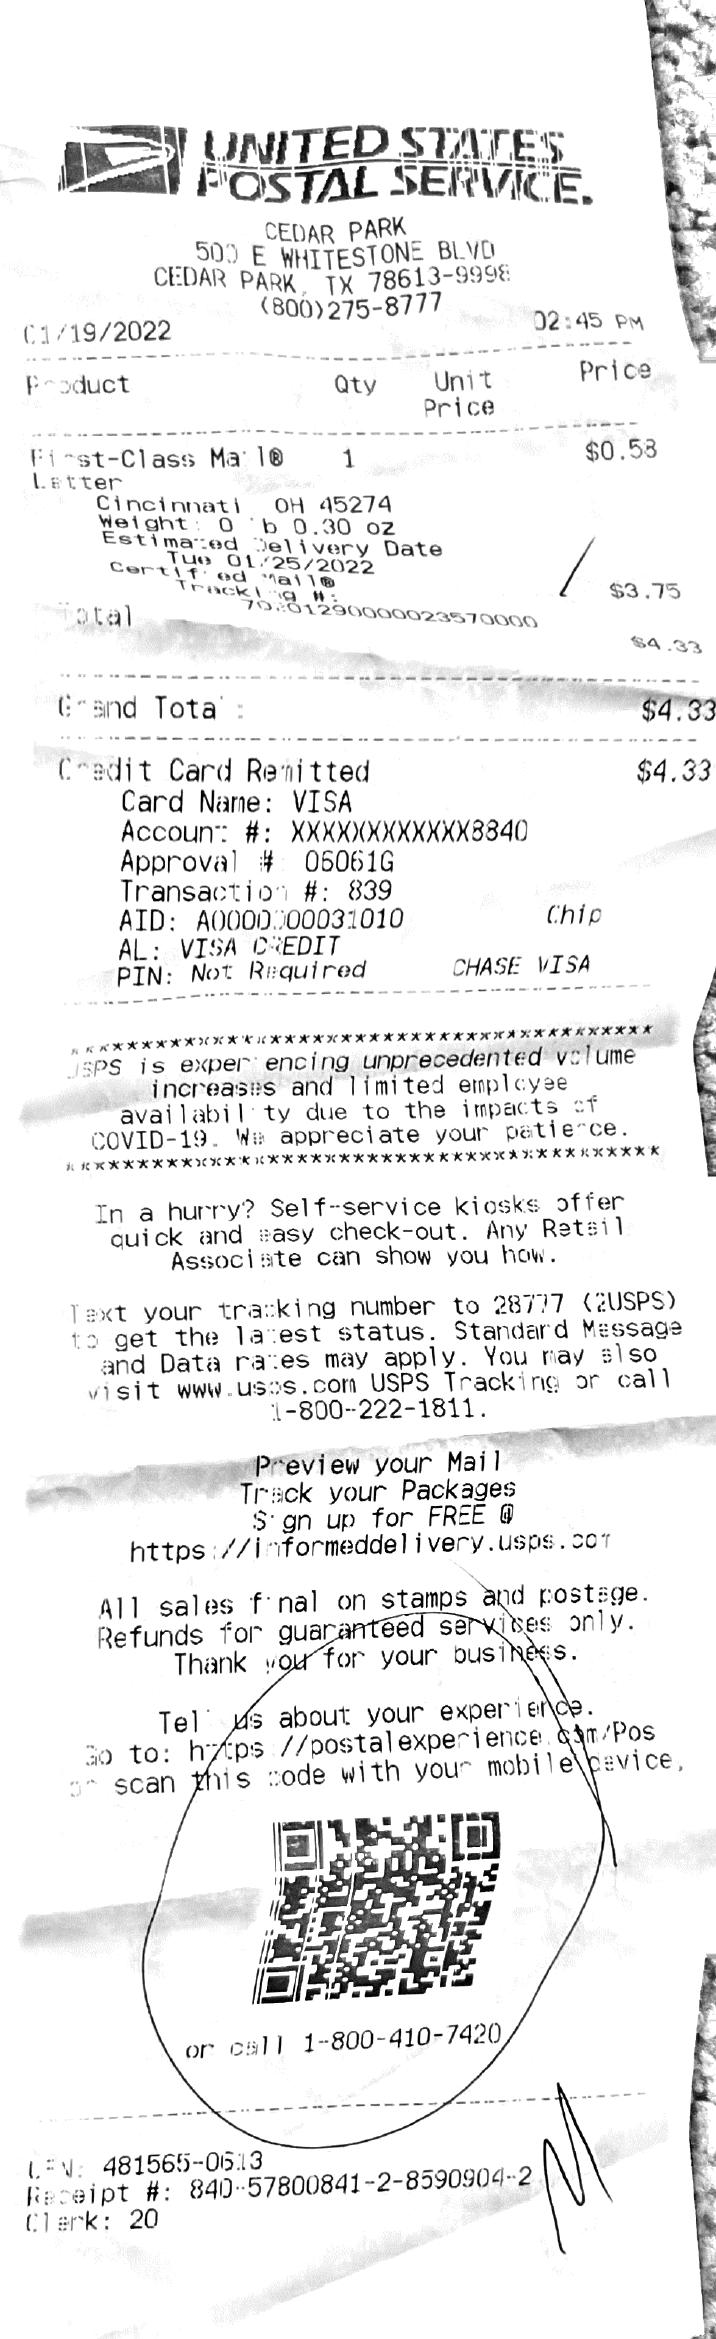 UNITED STATES
POSTAL SERVICE.
CEDAR PARK
500 E WHITESTONE BLVD
CEDAR PARK, TX 78613-9998
(800)275-8777
01/19/2022 02:45 PM
Product Qty Unit Price
Price
First-Class Mail® 1 $0.58
Letter
Cincinnati OH 45274
Weight: 0 lb 0.30 oz
Estimated Delivery Date
Tue 01/25/2022
Certified Mail® $3.75
Tracking #:
Total $4.33
Grand Total: $4.33
Credit Card Remitted $4.33
Card Name: VISA
Account #: XXXXXXXXXXXX8840
Approval #: 06061G
Transaction #: 839
AID: A0000000031010 Chip
AL: VISA CREDIT
PIN: Not Required CHASE VISA
USPS is experiencing unprecedented volume
increases and limited employee
availability due to the impacts of
COVID-19. We appreciate your patience.
In a hurry? Self-service kiosks offer
quick and easy check-out. Any Retail
Associate can show you how.
Text your tracking number to 28777 (2USPS)
to get the latest status. Standard Message
and Data rates may apply. You may also
visit www.usps.com USPS Tracking or call
1-800-222-1811.
Preview your Mail
Track your Packages
Sign up for FREE @
https://informeddelivery.usps.com
All sales final on stamps and postage.
Refunds for guaranteed services only.
Thank you for your business.
Tell us about your experience.
Go to: https://postalexperience.com/Pos
or scan this code with your mobile device,
or call 1-800-410-7420
UFN: 481565-0613
Receipt #: 840-57800841-2-8590904-2
Clerk: 20